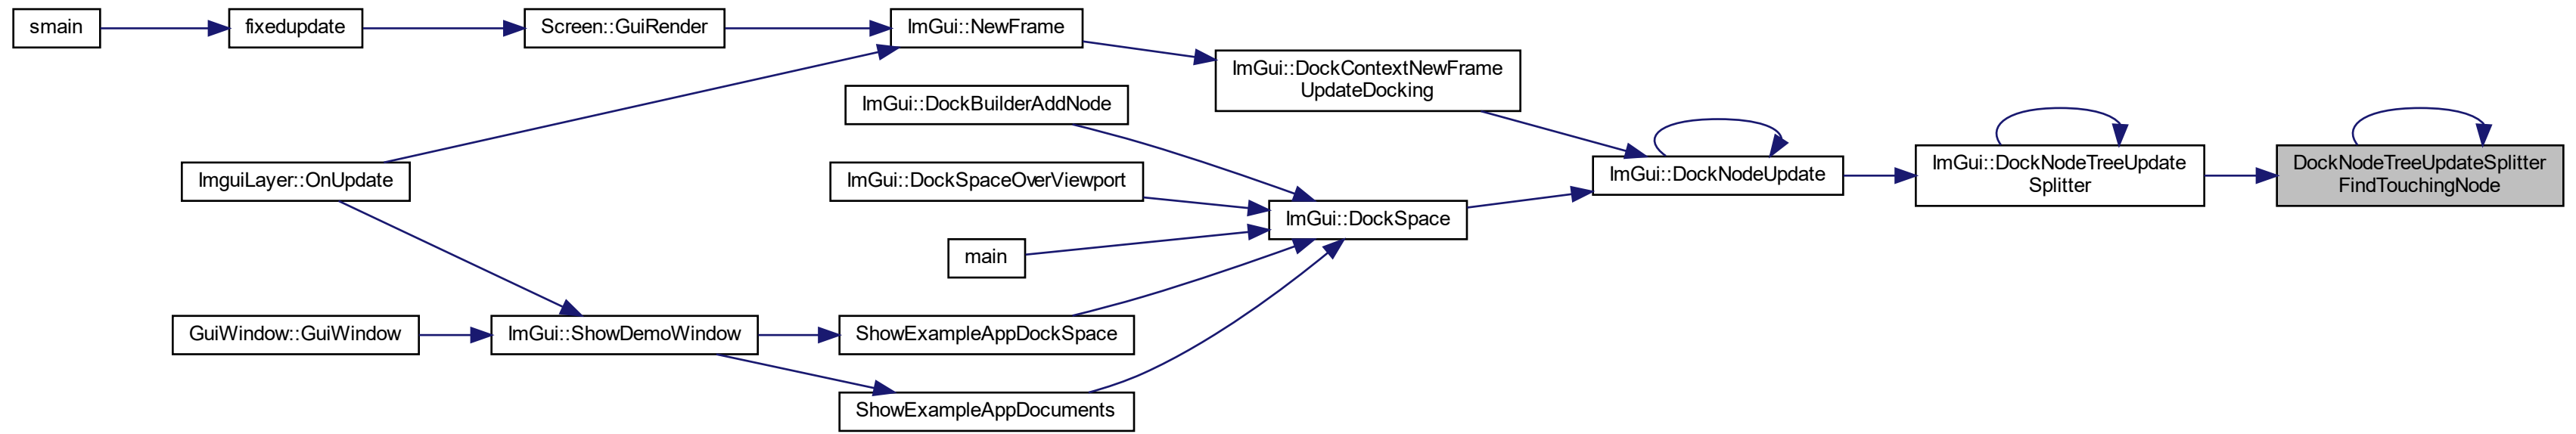 smain
fixedupdate
Screen::GuiRender
ImGui::NewFrame
ImGui::DockContextNewFrame
UpdateDocking
ImGui::DockBuilderAddNode
ImguiLayer::OnUpdate
ImGui::DockSpaceOverViewport
ImGui::DockNodeUpdate
ImGui::DockNodeTreeUpdate
Splitter
DockNodeTreeUpdateSplitter
FindTouchingNode
ImGui::DockSpace
main
GuiWindow::GuiWindow
ImGui::ShowDemoWindow
ShowExampleAppDockSpace
ShowExampleAppDocuments